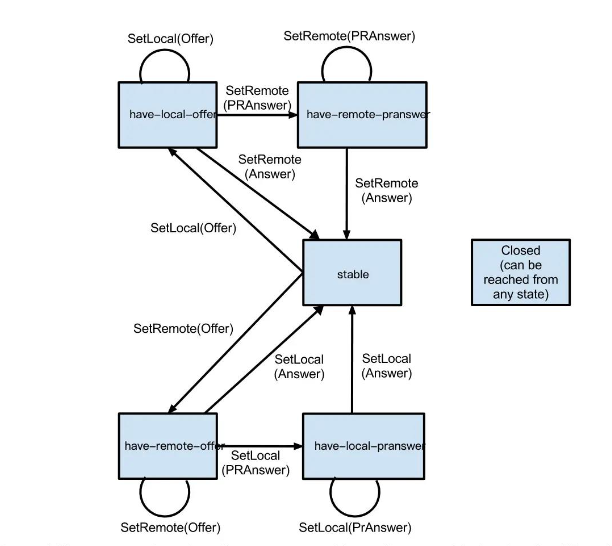 SetLocal(Offer)
SetRemote(PRAnswer)
SetRemote
(PRAnswer)
have-local-offer
have-remote-pranswer
SetRemote
(Answer)
SetRemote
(Answer)
SetLocal(Offer)
stable
Closed
(can be
reached from
any state)
SetRemote(Offer)
SetLocal
(Answer)
SetLocal
(Answer)
have-remote-offer
SetLocal
(PRAnswer)
have-local-pranswer
SetRemote(Offer)
SetLocal(PrAnswer)